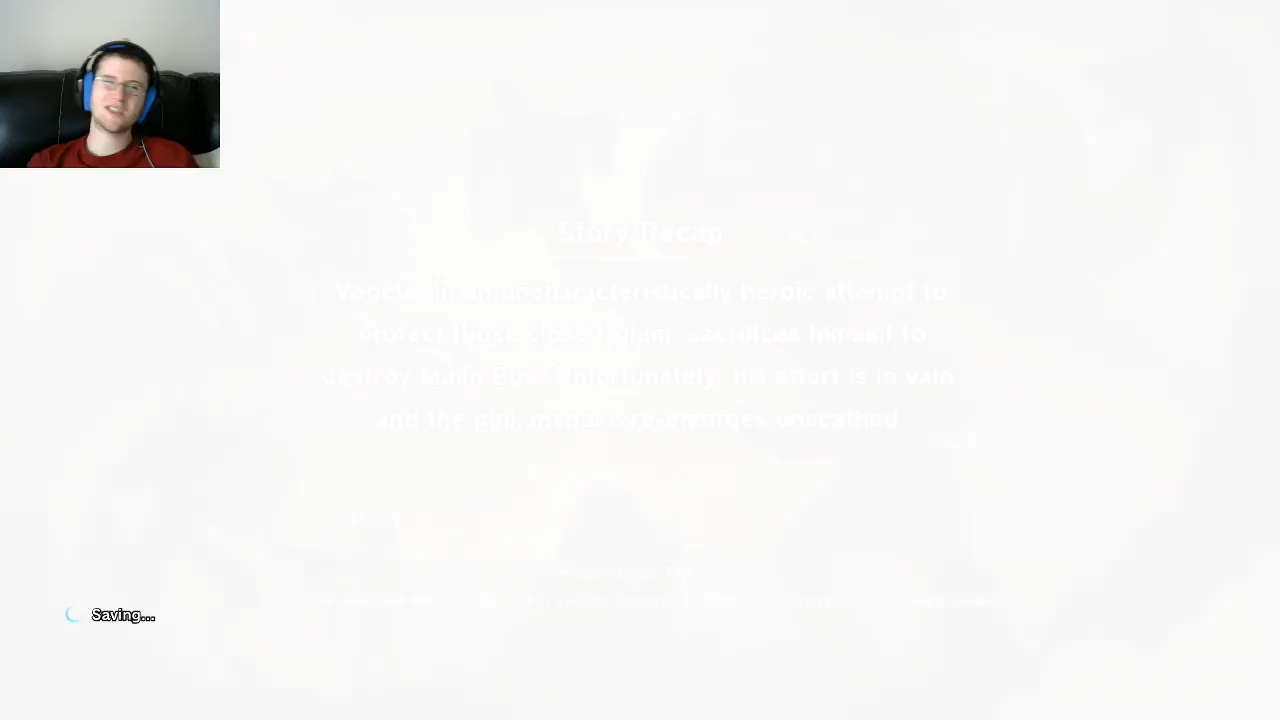 Story Recap
Vegeta, in an uncharacteristically heroic attempt to
protect those close to him, sacrifices himself to
destroy Majin Buu. Unfortunately, his effort is in vain
and the pink menace re-emerges unscathed.
Saving...